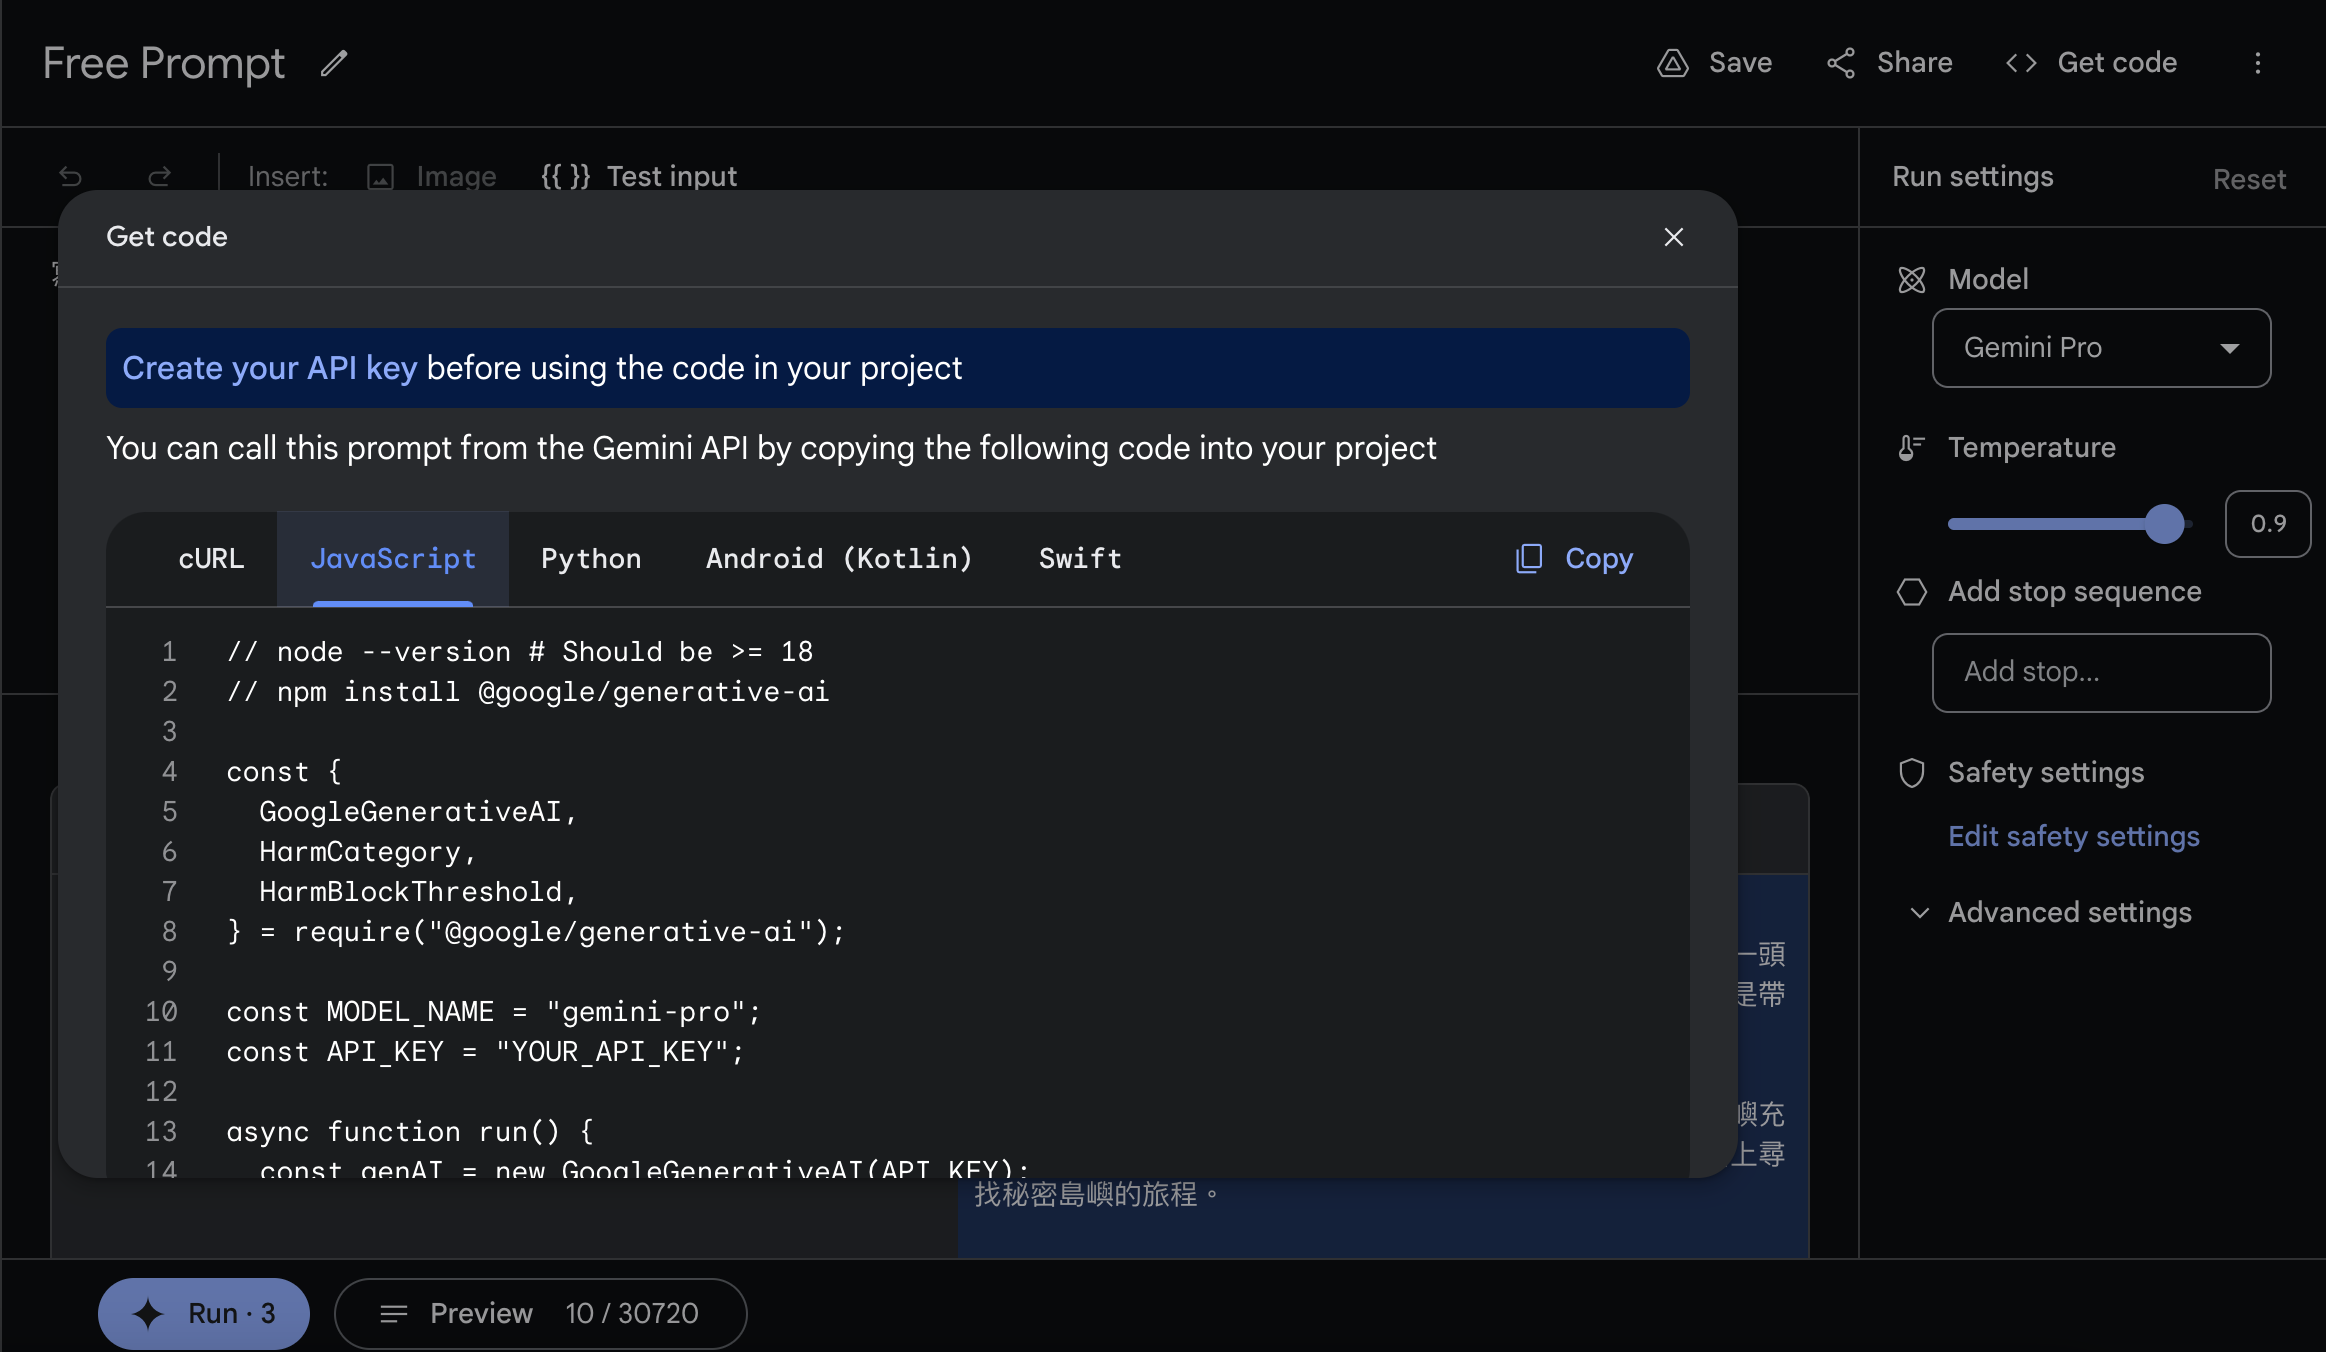 Free Prompt
Save
Share
Get code
Insert:
Image
{{ }} Test input
Run settings
Reset
Get code
Create your API key before using the code in your project
You can call this prompt from the Gemini API by copying the following code into your project
cURL
JavaScript
Python
Android (Kotlin)
Swift
Copy
1 // node --version # Should be >= 18
2 // npm install @google/generative-ai
3
4 const {
5   GoogleGenerativeAI,
6   HarmCategory,
7   HarmBlockThreshold,
8 } = require("@google/generative-ai");
9
10 const MODEL_NAME = "gemini-pro";
11 const API_KEY = "YOUR_API_KEY";
12
13 async function run() {
14   const genAI = new GoogleGenerativeAI(API_KEY);
一頭
是帶
嶼充
上尋
找秘密島嶼的旅程。
Model
Gemini Pro
Temperature
0.9
Add stop sequence
Add stop...
Safety settings
Edit safety settings
Advanced settings
Run · 3
Preview 10 / 30720